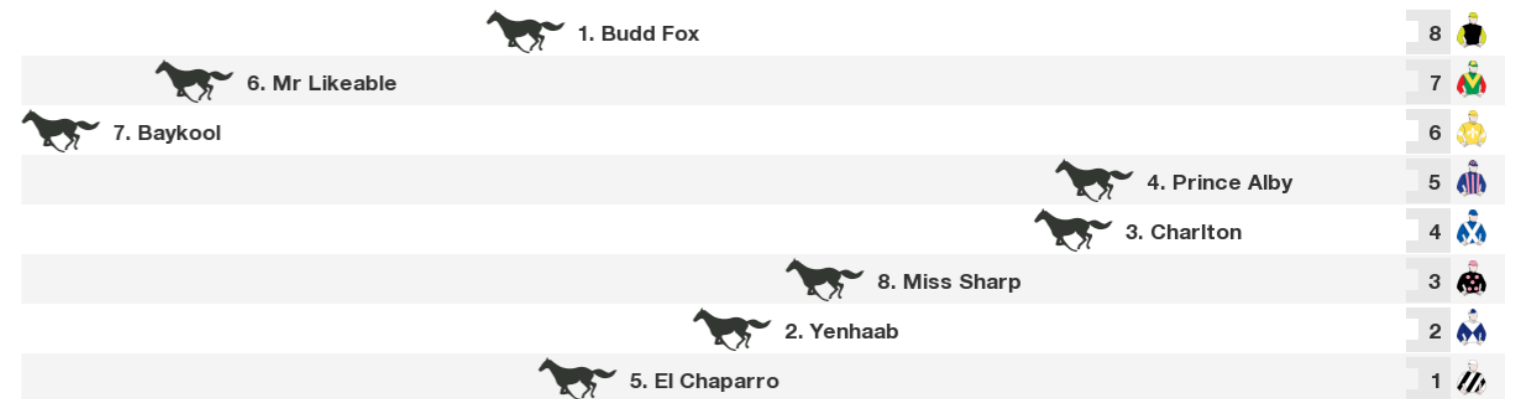 1. Budd Fox 8
6. Mr Likeable 7
7. Baykool 6
4. Prince Alby 5
3. Charlton 4
8. Miss Sharp 3
2. Yenhaab 2
5. El Chaparro 1